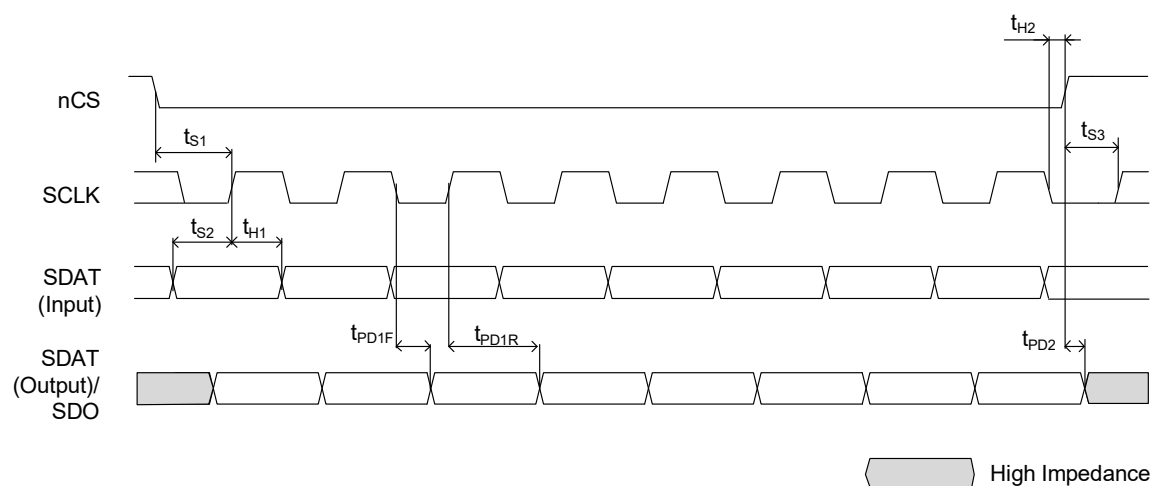 tH2
nCS
tS1
tS3
SCLK
tS2
tH1
SDAT
(Input)
tPD1F
tPD1R
tPD2
SDAT
(Output)/
SDO
High Impedance